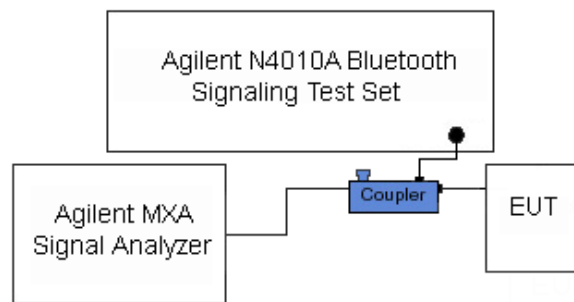 Agilent N4010A Bluetooth
Signaling Test Set
Agilent MXA
Signal Analyzer
Coupler
EUT